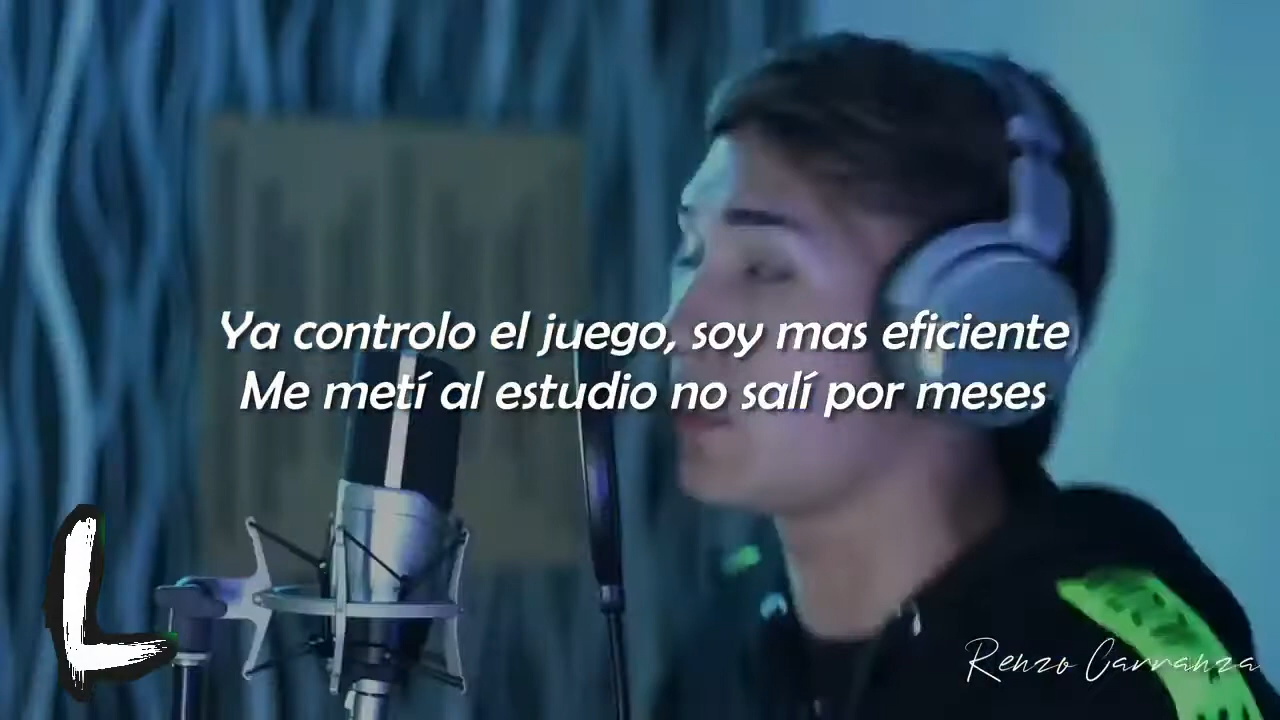 Ya controlo el juego, soy mas eficiente
Me metí al estudio no salí por meses
L
Renzo Carranza